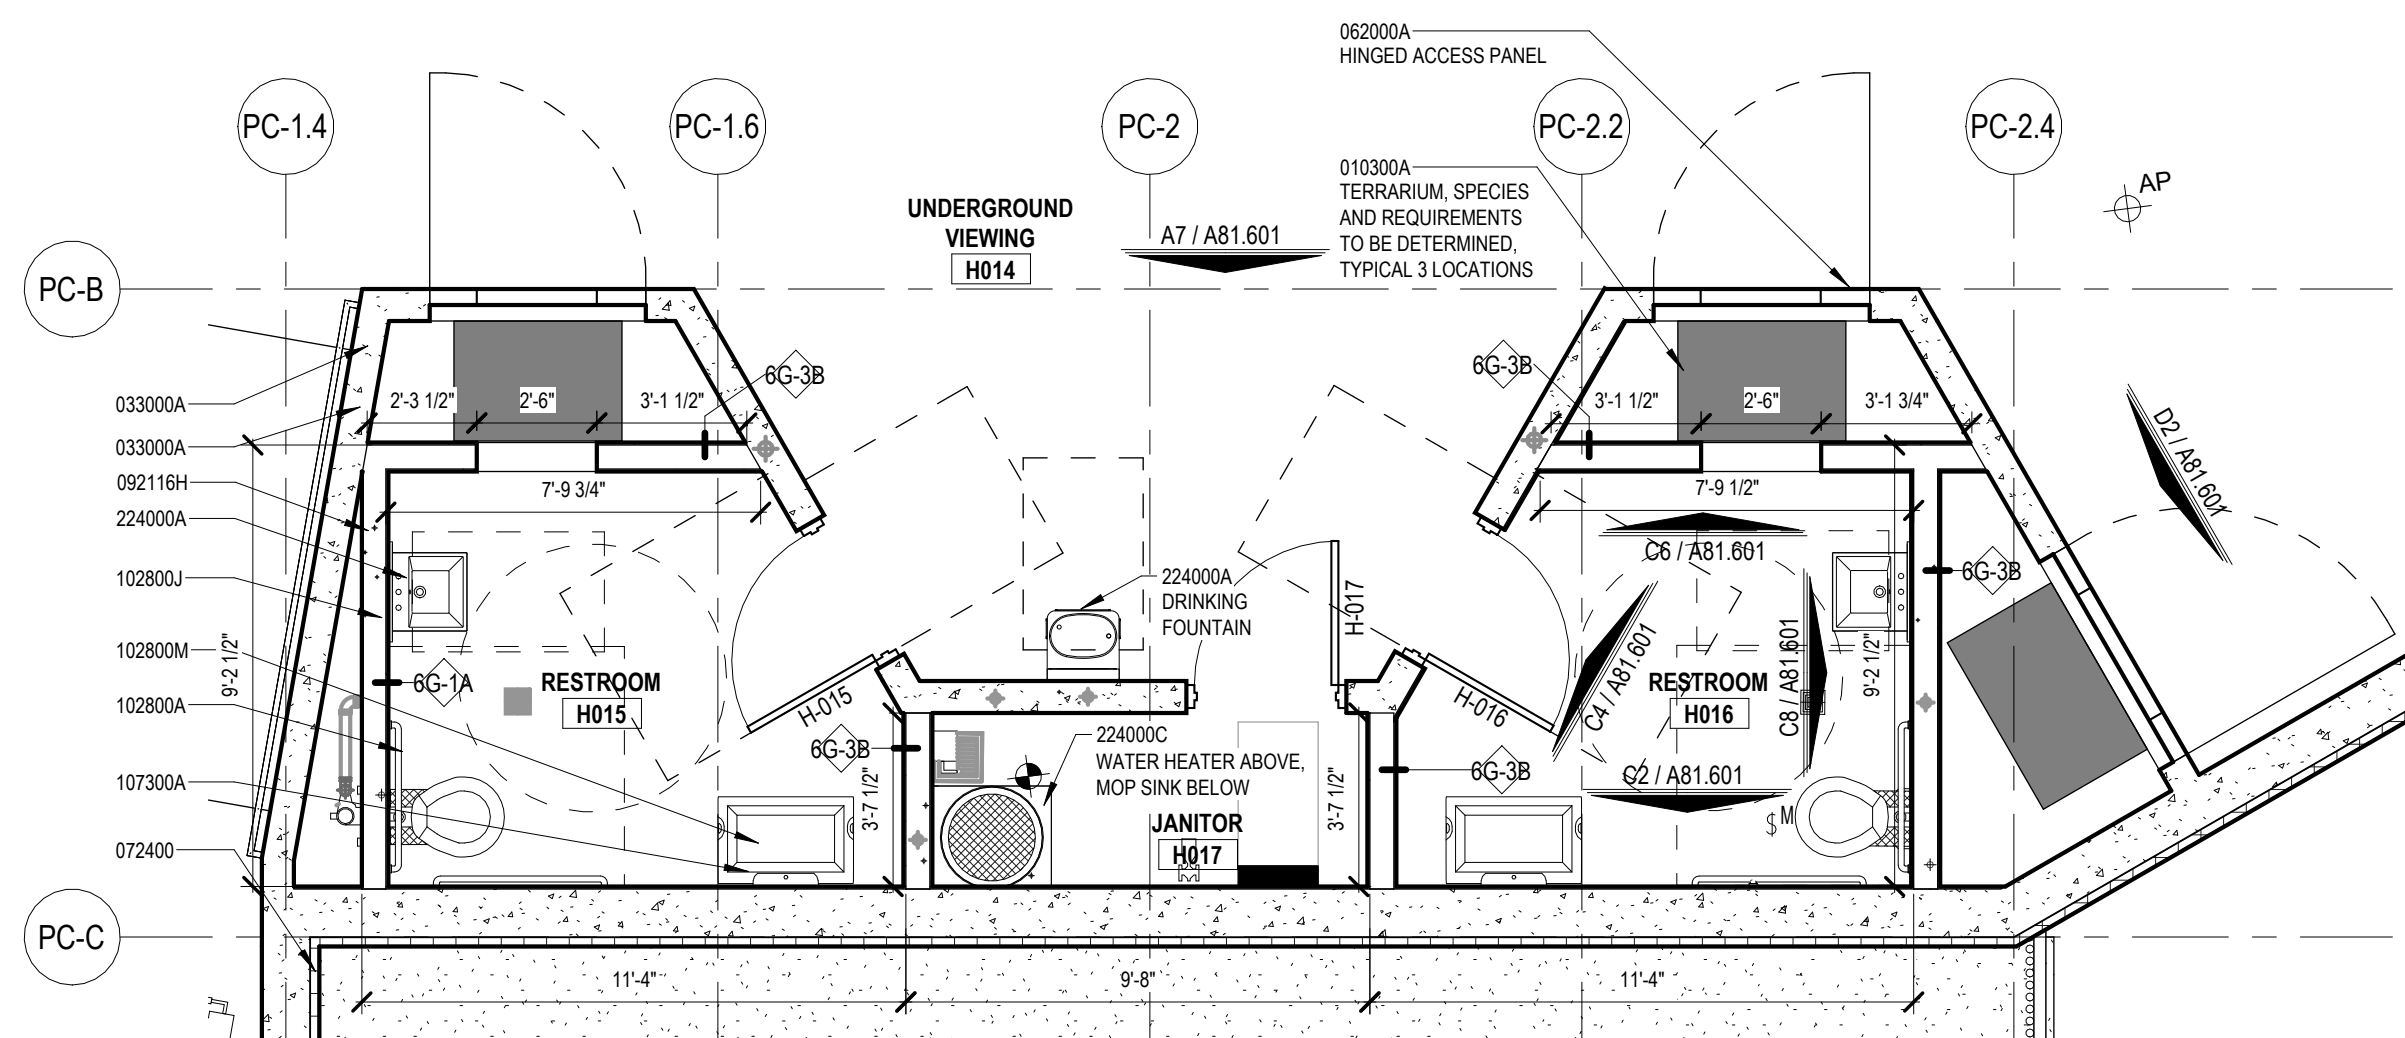 062000A
HINGED ACCESS PANEL
PC-1.4
PC-1.6
PC-2
PC-2.2
PC-2.4
010300A
TERRARIUM, SPECIES
AND REQUIREMENTS
TO BE DETERMINED,
TYPICAL 3 LOCATIONS
AP
UNDERGROUND
VIEWING
H014
A7 / A81.601
PC-B
6G-3B
6G-3B
033000A
2'-3 1/2"
2'-6"
3'-1 1/2"
3'-1 1/2"
2'-6"
3'-1 3/4"
033000A
D2 / A81.601
092116H
7'-9 3/4"
7'-9 1/2"
224000A
C6 / A81.601
102800J
224000A
DRINKING
FOUNTAIN
H-017
6G-3B
102800M
9'-2 1/2"
C4 / A81.601
C8 / A81.601
9'-2 1/2"
6G-1A
RESTROOM
H015
RESTROOM
H016
102800A
H-015
H-016
6G-3B
224000C
WATER HEATER ABOVE,
MOP SINK BELOW
6G-3B
C2 / A81.601
107300A
3'-7 1/2"
3'-7 1/2"
JANITOR
H017
$ M
072400
PC-C
11'-4"
9'-8"
11'-4"